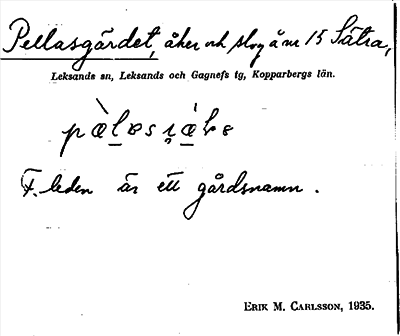 Pellasgärdet, åker och slog å nr 15 Sätra,
Leksands sn, Leksands och Gagnefs tg, Kopparbergs län.
F. leden är ett gårdsnamn.
ERIK M. CARLSSON, 1935.